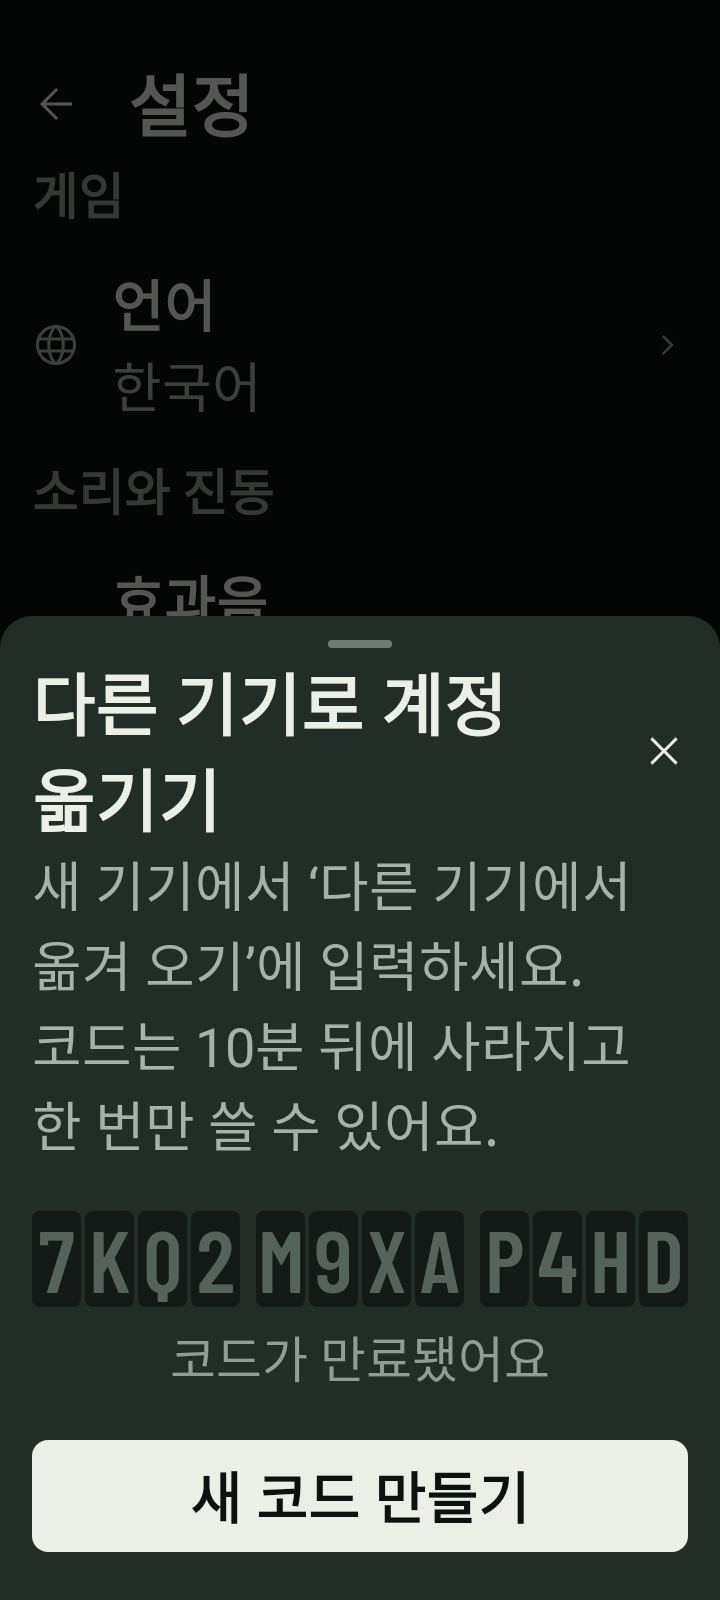 설정
게임
언어
한국어
소리와 진동
효과음
다른 기기로 계정
옮기기
새 기기에서 ‘다른 기기에서
옮겨 오기’에 입력하세요.
코드는 10분 뒤에 사라지고
한 번만 쓸 수 있어요.
7KQ2 M9XA P4HD
코드가 만료됐어요
새 코드 만들기